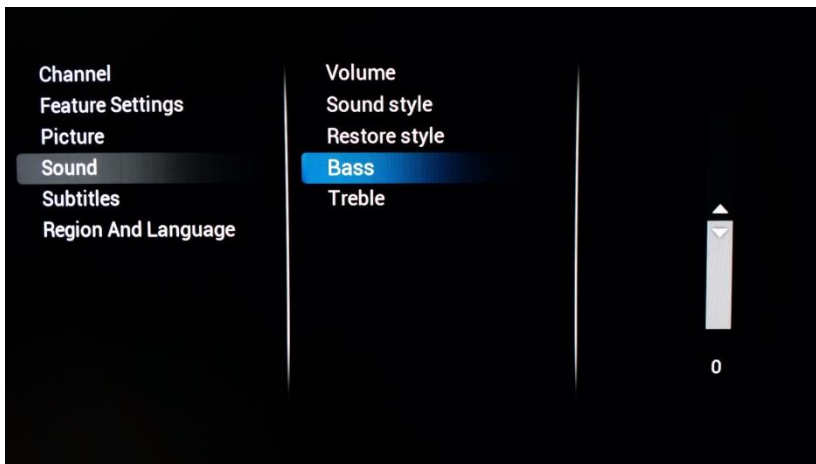 Channel
Feature Settings
Picture
Sound
Subtitles
Region And Language
Volume
Sound style
Restore style
Bass
Treble
0